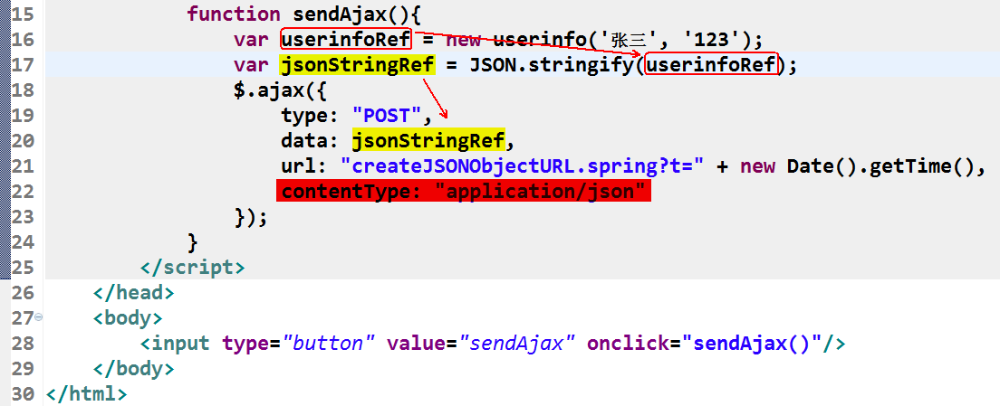 15 function sendAjax(){
16 var userinfoRef = new userinfo('张三', '123');
17 var jsonStringRef = JSON.stringify(userinfoRef);
18 $.ajax({
19 type: "POST",
20 data: jsonStringRef,
21 url: "createJSONObjectURL.spring?t=" + new Date().getTime(),
22 contentType: "application/json"
23 });
24 }
25 </script>
26 </head>
27 <body>
28 <input type="button" value="sendAjax" onclick="sendAjax()"/>
29 </body>
30 </html>